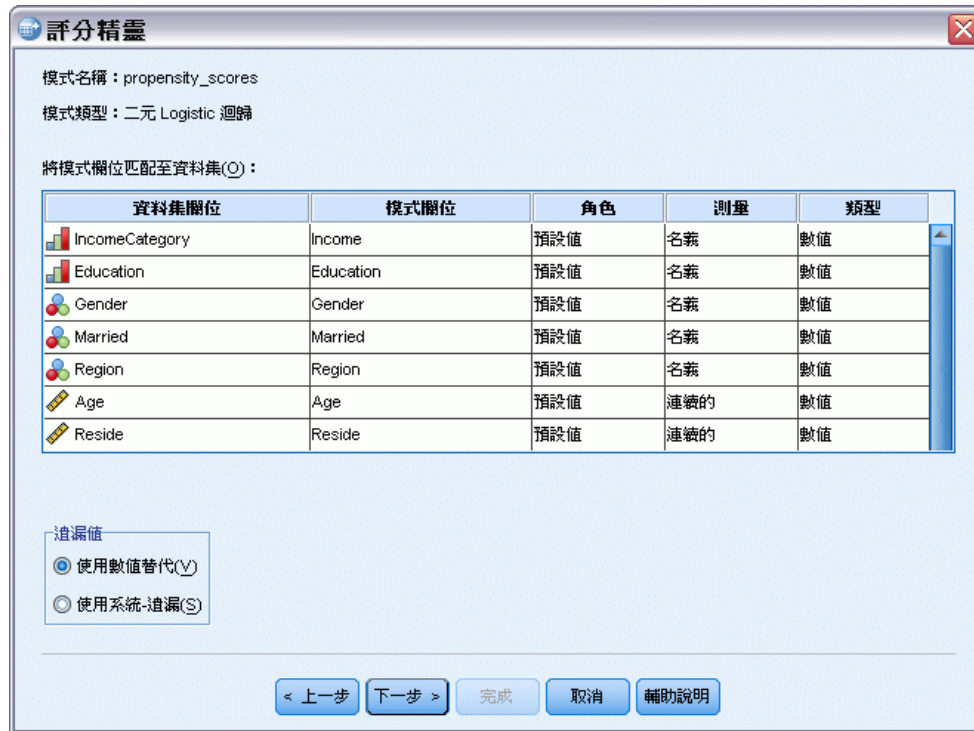 評分精靈
模式名稱：propensity_scores
模式類型：二元 Logistic 迴歸
將模式欄位匹配至資料集(O)：
資料集欄位 模式欄位 角色 測量 類型
IncomeCategory Income 預設值 名義 數值
Education Education 預設值 名義 數值
Gender Gender 預設值 名義 數值
Married Married 預設值 名義 數值
Region Region 預設值 名義 數值
Age Age 預設值 連續的 數值
Reside Reside 預設值 連續的 數值
遺漏值
使用數值替代(V)
使用系統-遺漏(S)
< 上一步 下一步 > 完成 取消 輔助說明